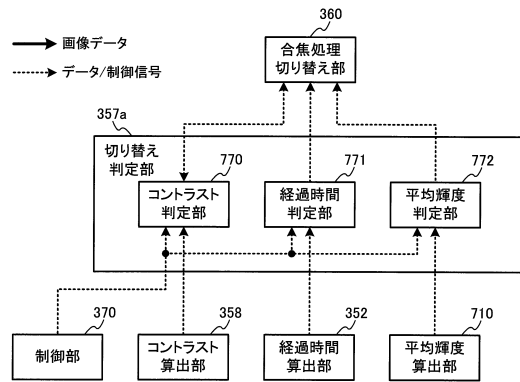 360
合焦処理
切り替え部
画像データ
データ/制御信号
357a
切り替え
判定部
770
コントラスト
判定部
771
経過時間
判定部
772
平均輝度
判定部
370
制御部
358
コントラスト
算出部
352
経過時間
算出部
710
平均輝度
算出部